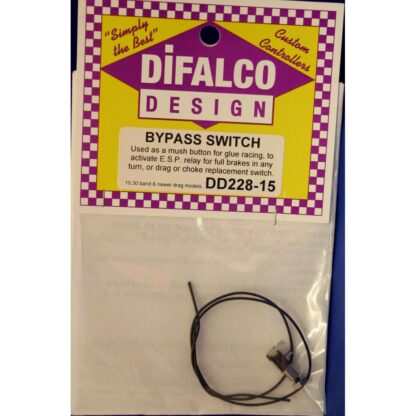 "Simply the Best"
Custom Controllers
DiFALCO
DESIGN
BYPASS SWITCH
Used as a mush button for glue racing, to
activate E.S.P. relay for full brakes in any
turn, or drag or choke replacement switch.
15,30 band & newer drag models. DD228-15